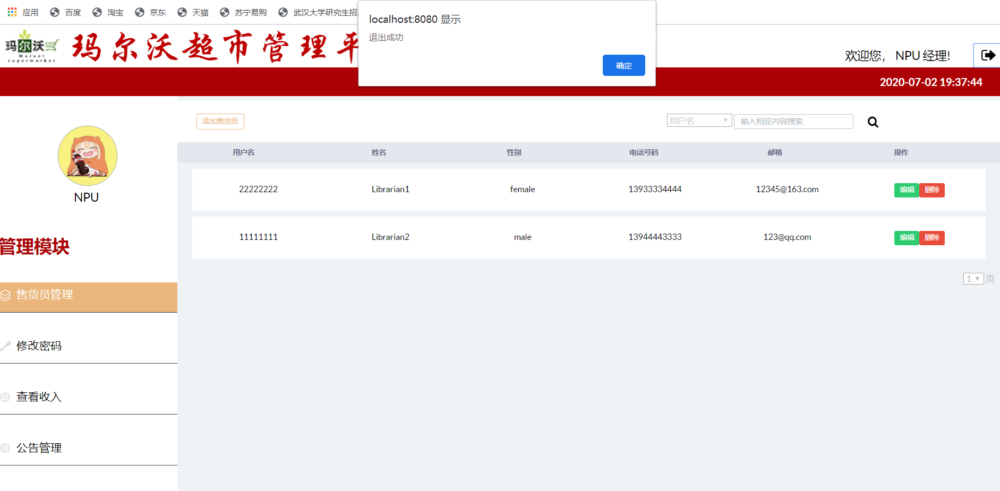 应用 百度 淘宝 京东 天猫 苏宁易购 武汉大学研究生招
localhost:8080 显示
退出成功
确定
玛尔沃
Marvel
supermarket
玛尔沃超市管理平
欢迎您， NPU 经理!
2020-07-02 19:37:44
NPU
管理模块
售货员管理
修改密码
查看收入
公告管理
添加售货员
用户名 输入相应内容搜索
用户名 姓名 性别 电话号码 邮箱 操作
22222222 Librarian1 female 13933334444 12345@163.com 编辑 删除
11111111 Librarian2 male 13944443333 123@qq.com 编辑 删除
1 页